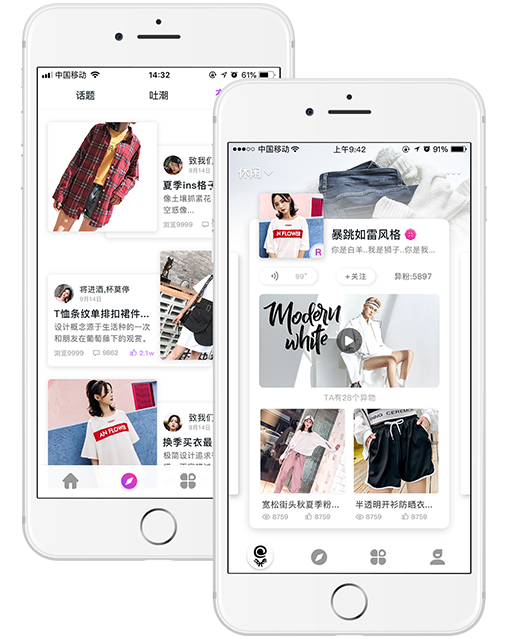 中国移动
14:32
61%
话题
吐潮
致我们
9月14日
夏季ins格子
像土壤抓紧花
空惑像...
浏览9999
将进酒,杯莫停
9月14日
T恤条纹单排扣裙件...
设计概念源于生活种的一次
和朋友在葡萄藤下的观赏。
浏览9999
9862
2.1w
AN FLOWER
致我们
9月14日
换季买衣最
极简设计追求
中国移动
上午9:42
91%
休闲
AN FLOWER
R
暴跳如雷风格
你是白羊..我是狮子..你是我...
99"
+关注
异粉:5897
Modern
white
TA有28个异物
CEREMONY
宽松街头秋夏季粉...
8759
8759
半透明开衫防晒衣...
8759
8759